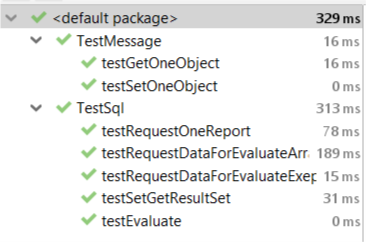 <default package> 329 ms
TestMessage 16 ms
testGetOneObject 16 ms
testSetOneObject 0 ms
TestSql 313 ms
testRequestOneReport 78 ms
testRequestDataForEvaluateArr 189 ms
testRequestDataForEvaluateExep 15 ms
testSetGetResultSet 31 ms
testEvaluate 0 ms